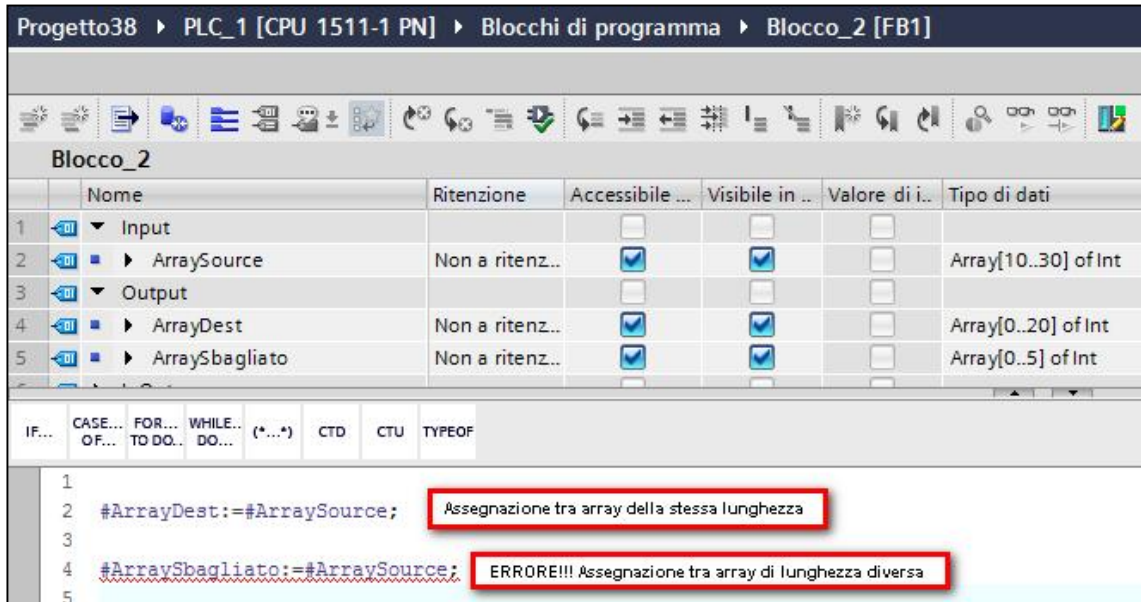 Progetto38 ▸ PLC_1 [CPU 1511-1 PN] ▸ Blocchi di programma ▸ Blocco_2 [FB1]
Blocco_2
Nome Ritenzione Accessibile ... Visibile in .. Valore di i.. Tipo di dati
1 Input
2 ArraySource Non a ritenz... Array[10..30] of Int
3 Output
4 ArrayDest Non a ritenz... Array[0..20] of Int
5 ArraySbagliato Non a ritenz... Array[0..5] of Int
IF... CASE... OF... FOR... TO DO.. WHILE.. DO... (*...*) CTD CTU TYPEOF
1
2 #ArrayDest:=#ArraySource; Assegnazione tra array della stessa lunghezza
3
4 #ArraySbagliato:=#ArraySource; ERRORE!!! Assegnazione tra array di lunghezza diversa
5